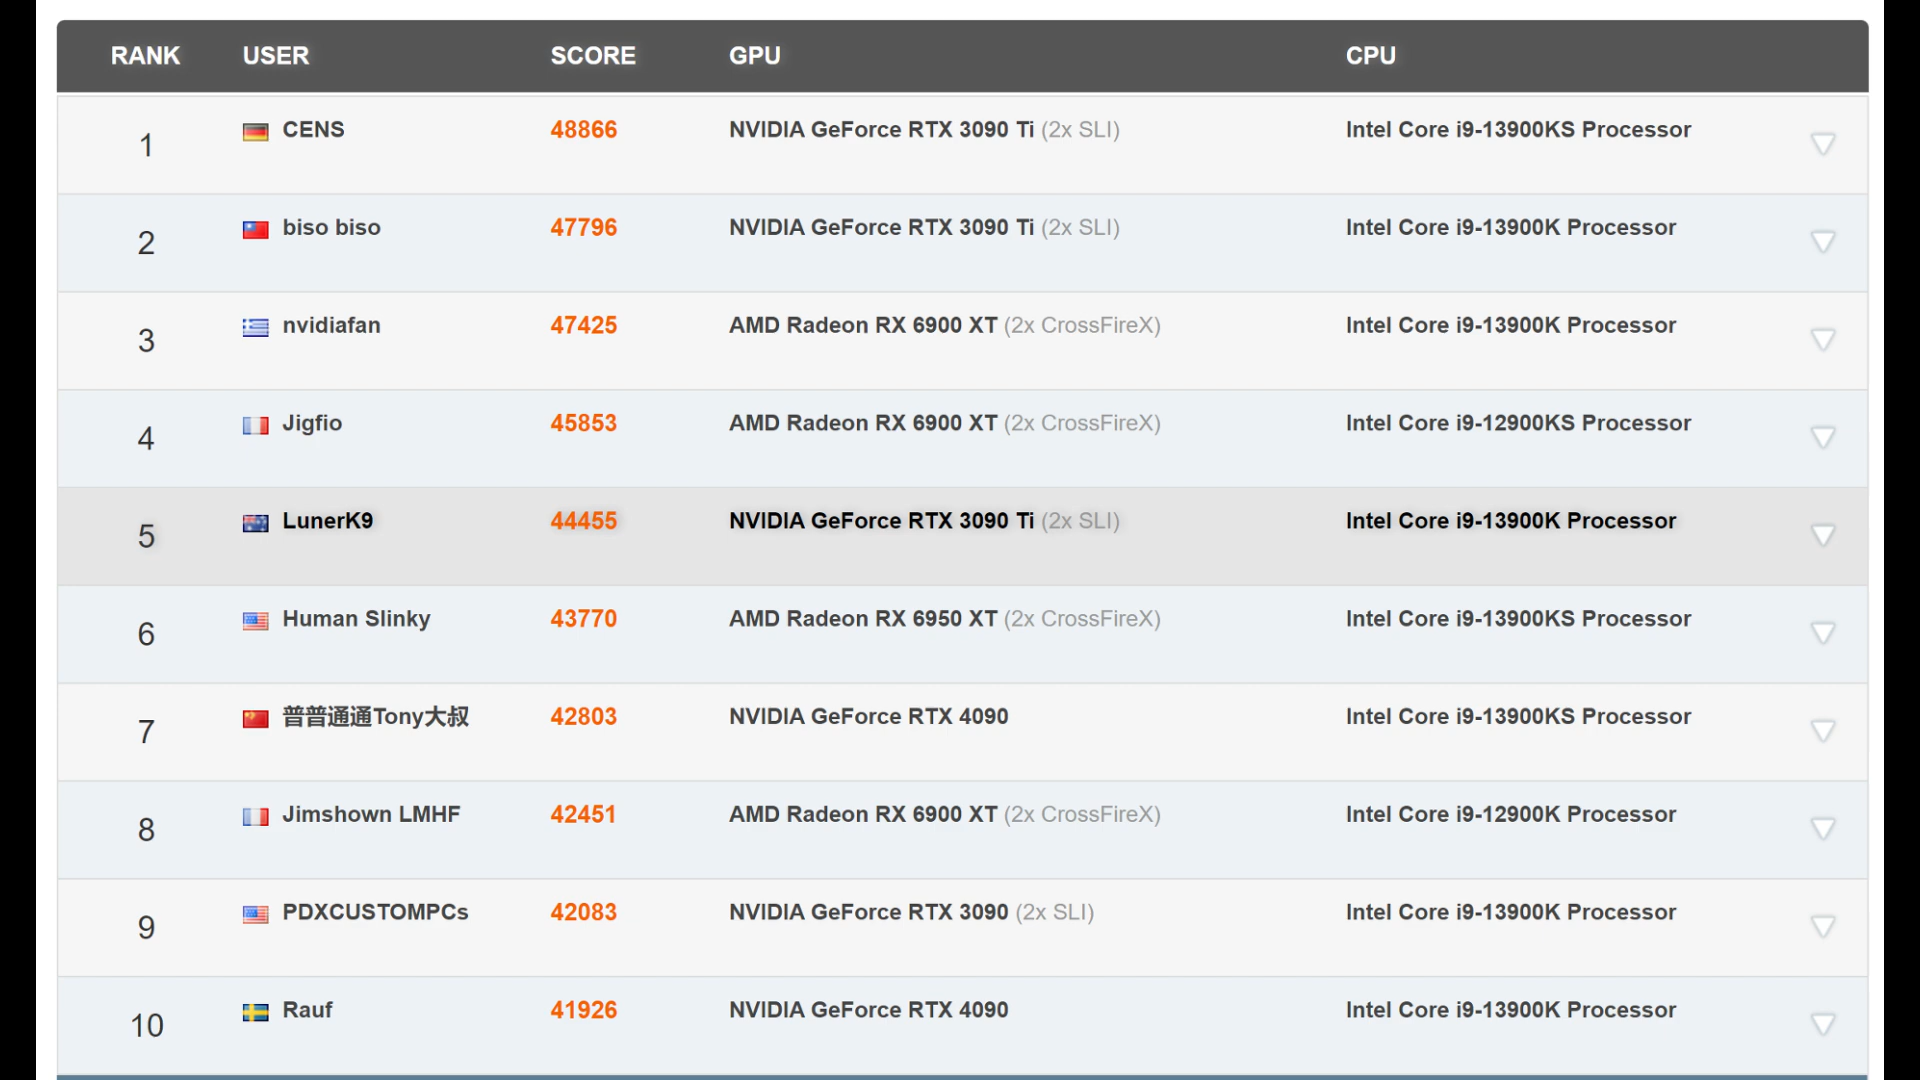 RANK USER SCORE GPU CPU
1 CENS 48866 NVIDIA GeForce RTX 3090 Ti (2x SLI) Intel Core i9-13900KS Processor
2 biso biso 47796 NVIDIA GeForce RTX 3090 Ti (2x SLI) Intel Core i9-13900K Processor
3 nvidiafan 47425 AMD Radeon RX 6900 XT (2x CrossFireX) Intel Core i9-13900K Processor
4 Jigfio 45853 AMD Radeon RX 6900 XT (2x CrossFireX) Intel Core i9-12900KS Processor
5 LunerK9 44455 NVIDIA GeForce RTX 3090 Ti (2x SLI) Intel Core i9-13900K Processor
6 Human Slinky 43770 AMD Radeon RX 6950 XT (2x CrossFireX) Intel Core i9-13900KS Processor
7 普普通通Tony大叔 42803 NVIDIA GeForce RTX 4090 Intel Core i9-13900KS Processor
8 Jimshown LMHF 42451 AMD Radeon RX 6900 XT (2x CrossFireX) Intel Core i9-12900K Processor
9 PDXCUSTOMPCs 42083 NVIDIA GeForce RTX 3090 (2x SLI) Intel Core i9-13900K Processor
10 Rauf 41926 NVIDIA GeForce RTX 4090 Intel Core i9-13900K Processor